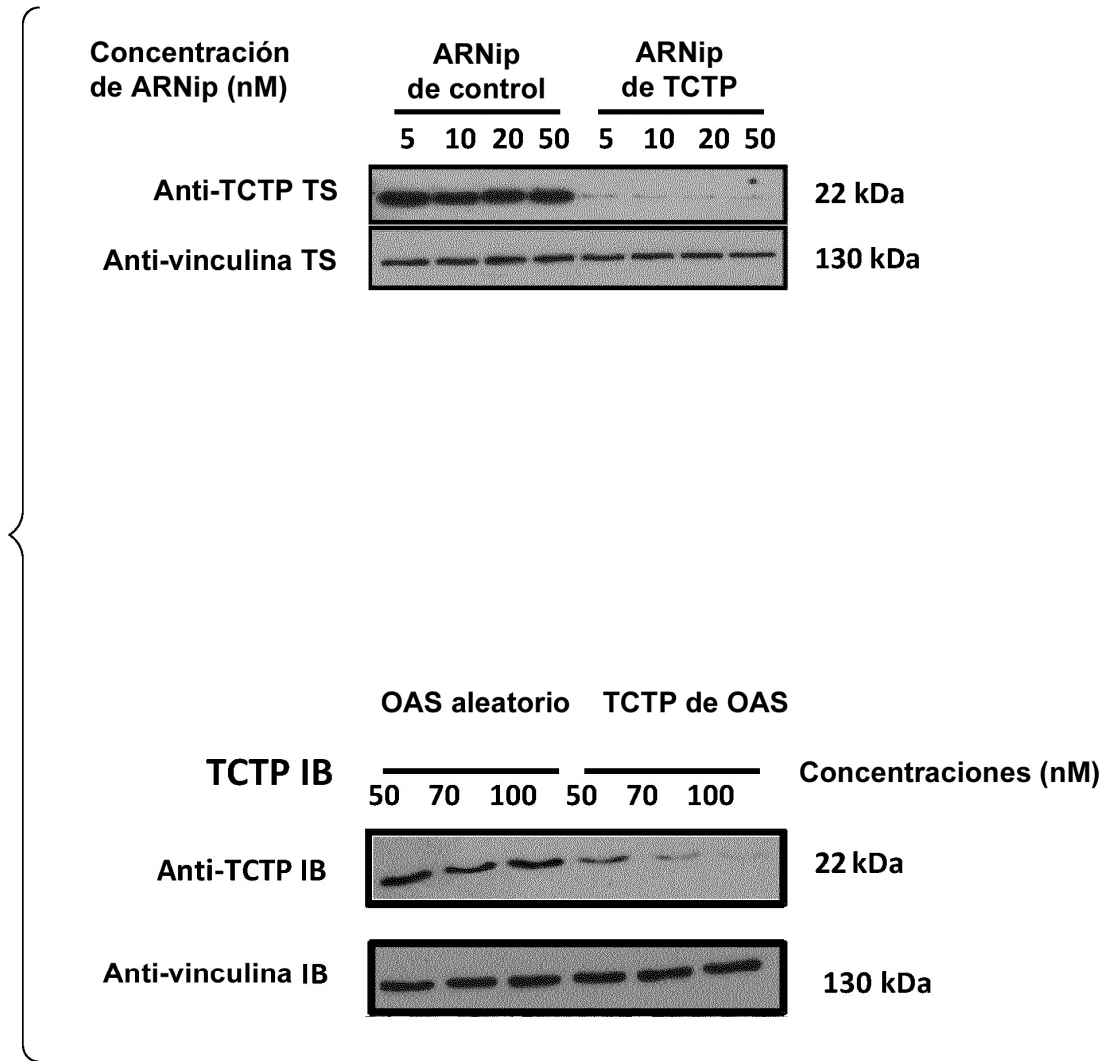 Concentración
de ARNip (nM)
ARNip
de control
ARNip
de TCTP
5 10 20 50 5 10 20 50
Anti-TCTP TS 22 kDa
Anti-vinculina TS 130 kDa
OAS aleatorio TCTP de OAS
TCTP IB Concentraciones (nM)
50 70 100 50 70 100
Anti-TCTP IB 22 kDa
Anti-vinculina IB 130 kDa